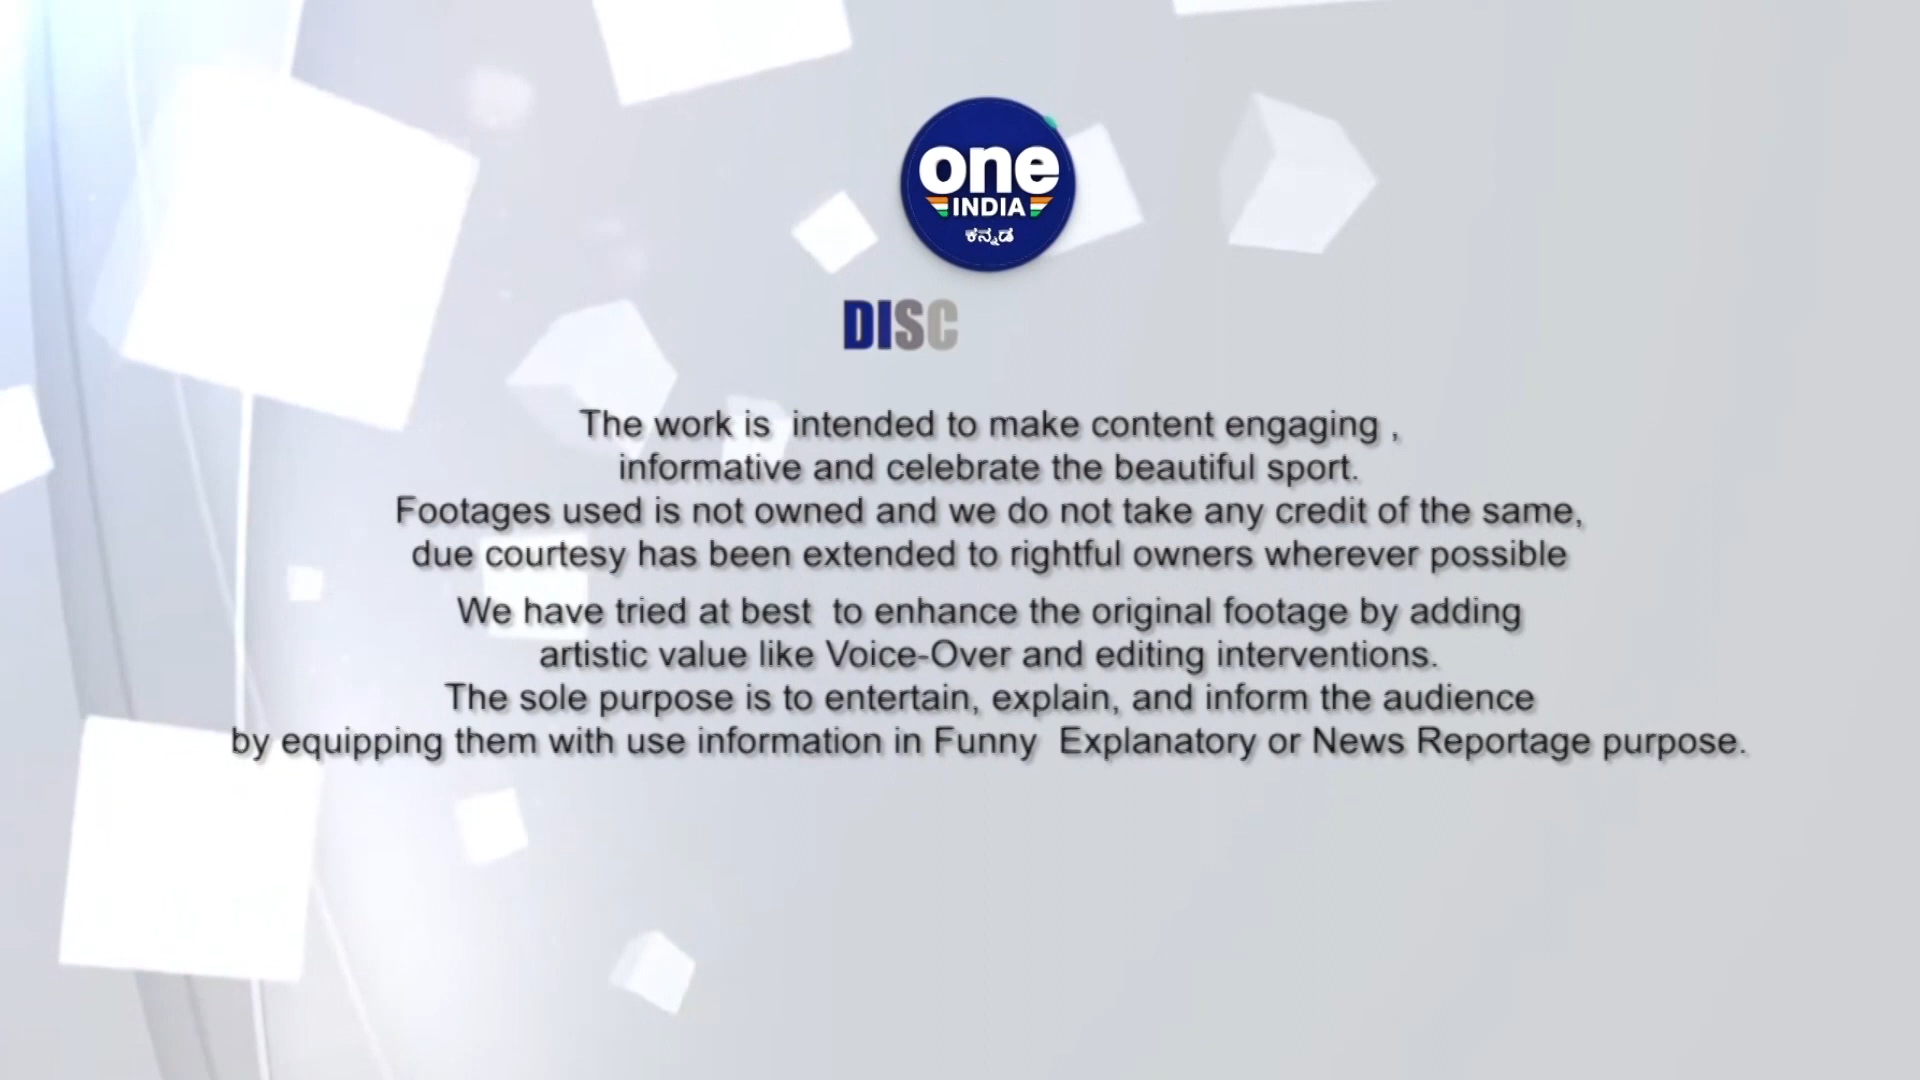 one
INDIA
ಕನ್ನಡ
DISC
The work is intended to make content engaging ,
informative and celebrate the beautiful sport.
Footages used is not owned and we do not take any credit of the same,
due courtesy has been extended to rightful owners wherever possible
We have tried at best to enhance the original footage by adding
artistic value like Voice-Over and editing interventions.
The sole purpose is to entertain, explain, and inform the audience
by equipping them with use information in Funny Explanatory or News Reportage purpose.